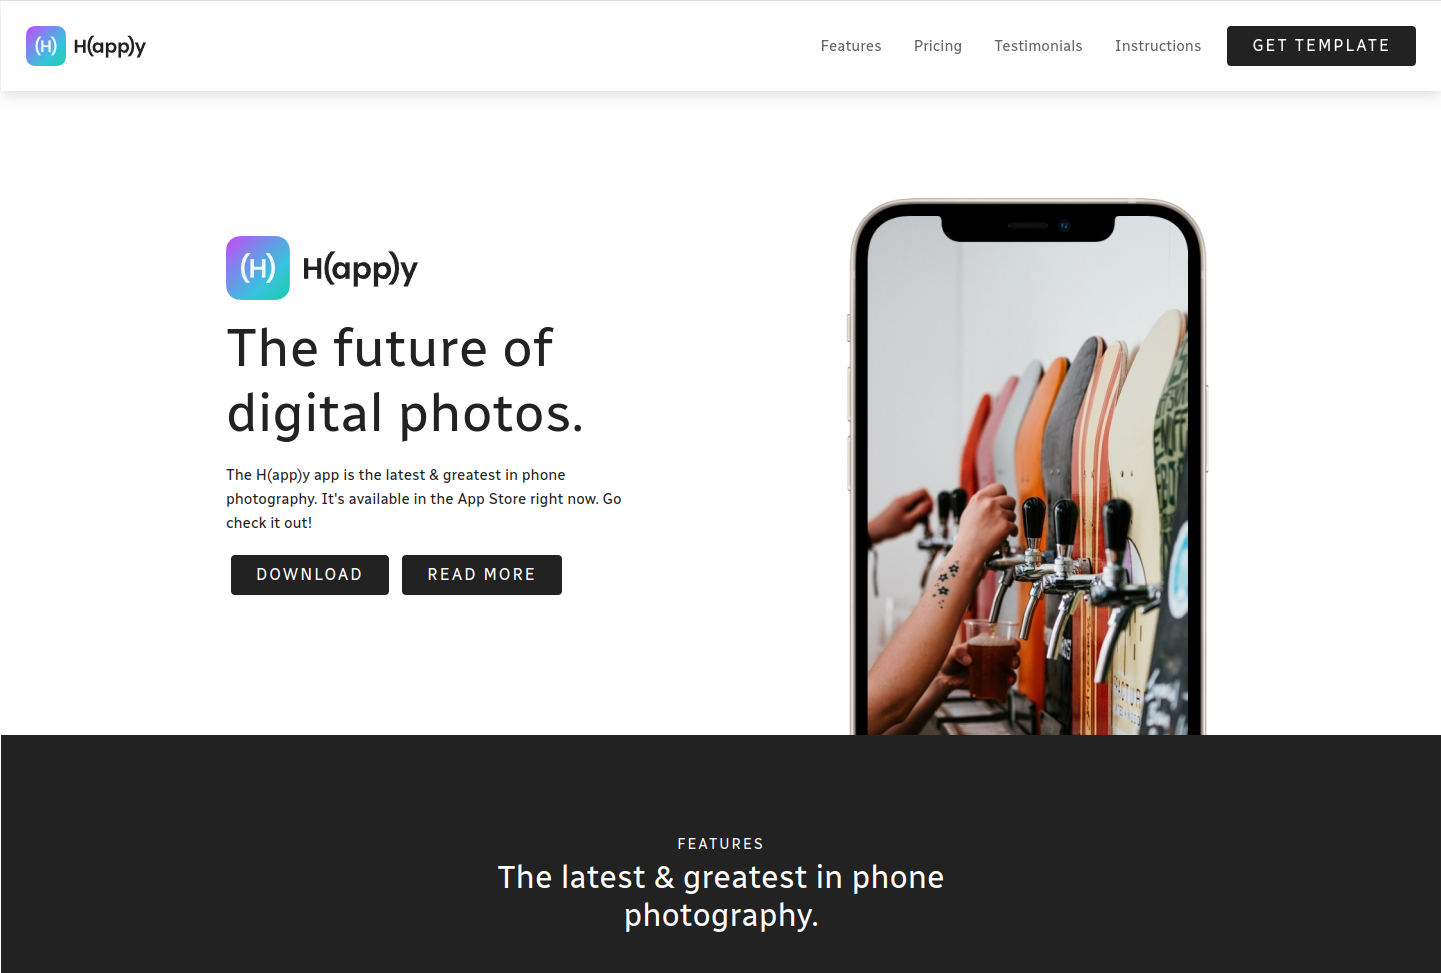 (H) H(app)y
Features Pricing Testimonials Instructions GET TEMPLATE
(H) H(app)y
The future of
digital photos.
The H(app)y app is the latest & greatest in phone
photography. It's available in the App Store right now. Go
check it out!
DOWNLOAD READ MORE
FEATURES
The latest & greatest in phone
photography.